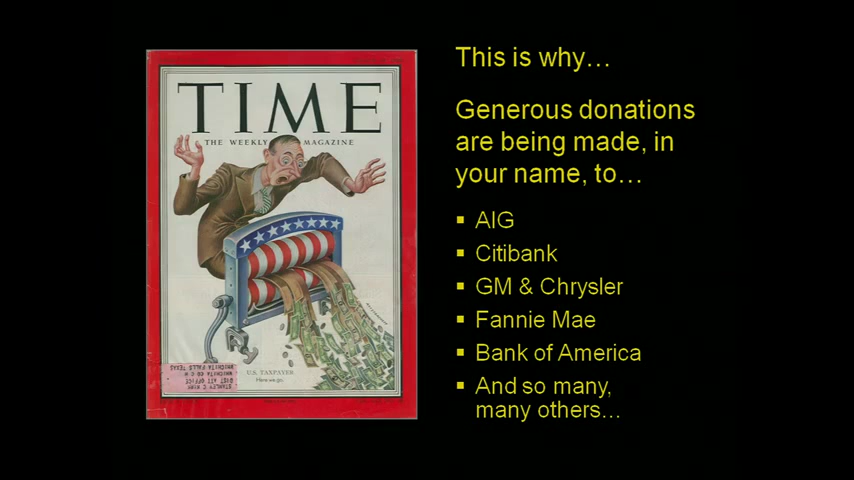 TIME
THE WEEKLY MAGAZINE
U.S. TAXPAYER
Here we go.
This is why…
Generous donations
are being made, in
your name, to…
▪ AIG
▪ Citibank
▪ GM & Chrysler
▪ Fannie Mae
▪ Bank of America
▪ And so many,
many others…